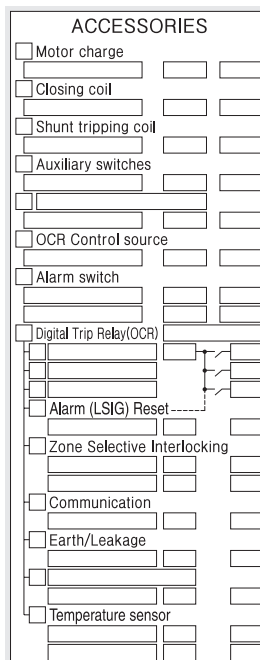 ACCESSORIES
Motor charge
Closing coil
Shunt tripping coil
Auxiliary switches
OCR Control source
Alarm switch
Digital Trip Relay(OCR)
Alarm (LSIG) Reset
Zone Selective Interlocking
Communication
Earth/Leakage
Temperature sensor